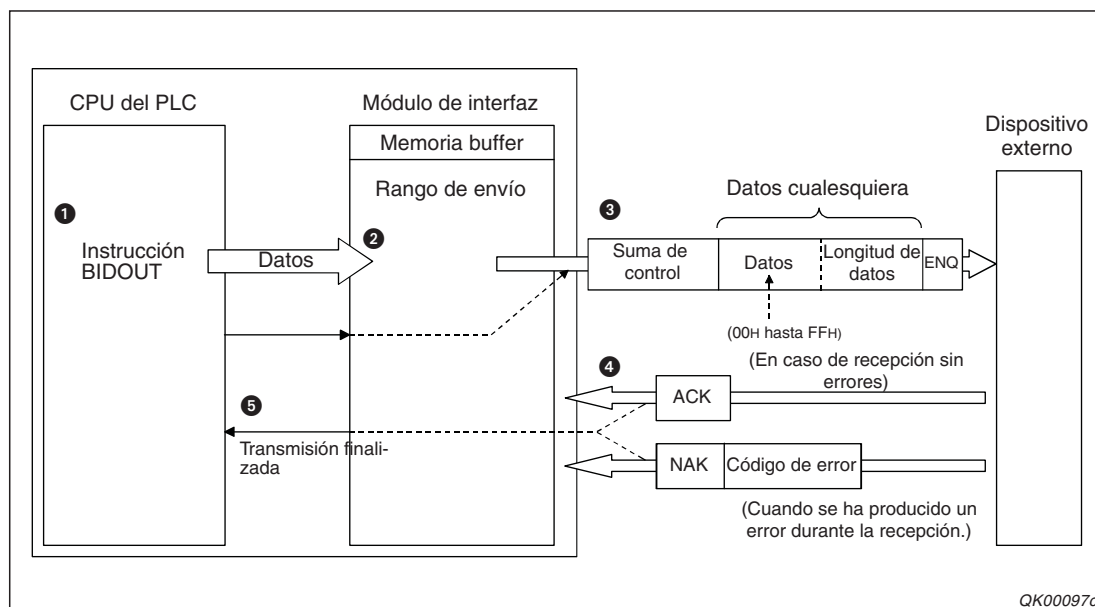 CPU del PLC
Módulo de interfaz
Memoria buffer
Dispositivo
externo
Rango de envío
Datos cualesquiera
❶
Instrucción
BIDOUT
Datos
❷
❸
Suma de
control
Datos
Longitud de
datos
ENQ
(00H hasta FFH)
(En caso de recepción sin
errores)
❹
ACK
❺
Transmisión finali-
zada
NAK
Código de error
(Cuando se ha producido un
error durante la recepción.)
QK00097c